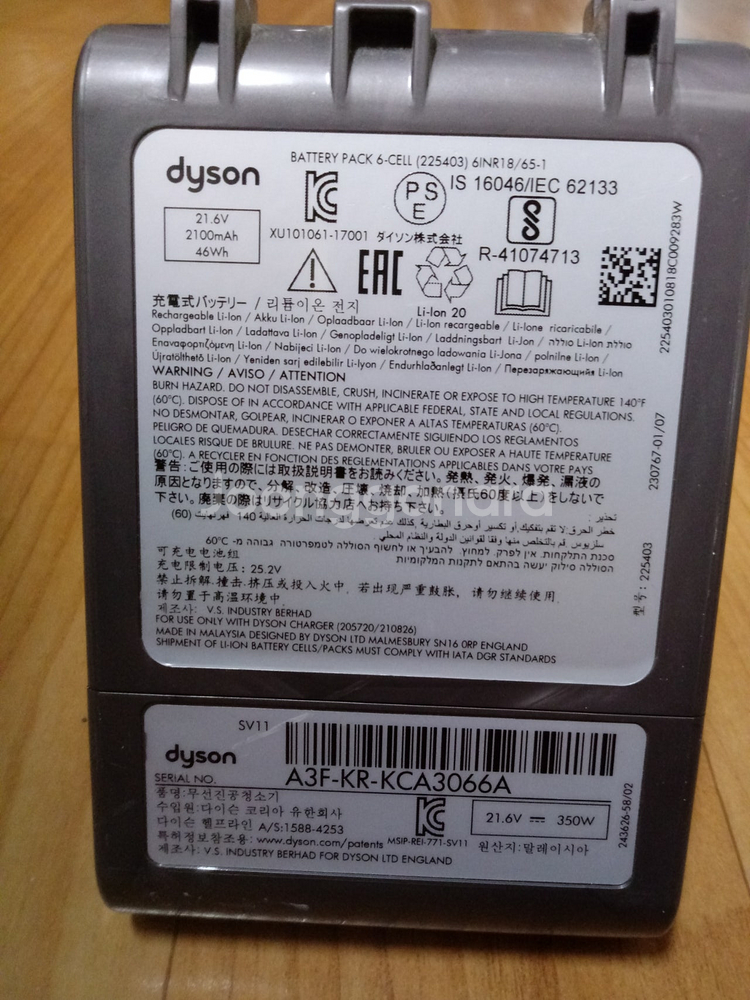 dyson
BATTERY PACK 6-CELL (225403) 6INR18/65-1
21.6V
2100mAh
46Wh
PSE
IS 16046/IEC 62133
XU101061-17001 ダイソン株式会社
R-41074713
EAC
Li-Ion 20
充電式バッテリー / 리튬이온 전지
Rechargeable Li-Ion / Akku Li-Ion / Oplaadbaar Li-Ion / Li-Ion recargeable / Li-Ione ricaricabile /
Oppladbart Li-Ion / Ladattava Li-Ion / Genopladeligt Li-Ion / Laddningsbart Li-Ion / סוללת Li-Ion סוללה /
Επαναφορτιζόμενη Li-Ion / Nabíjecí Li-Ion / Do wielokrotnego ładowania Li-Jona / polnilne Li-Ion /
Újratölthető Li-Ion / Yeniden şarj edilebilir Li-Iyon / Endurhlaðanlegt Li-Ion / Перезаряжающийся Li-Ion
WARNING / AVISO / ATTENTION
BURN HAZARD. DO NOT DISASSEMBLE, CRUSH, INCINERATE OR EXPOSE TO HIGH TEMPERATURE 140°F
(60°C). DISPOSE OF IN ACCORDANCE WITH APPLICABLE FEDERAL, STATE AND LOCAL REGULATIONS.
NO DESMONTAR, GOLPEAR, INCINERAR O EXPONER A ALTAS TEMPERATURAS (60°C).
PELIGRO DE QUEMADURA. DESECHAR CORRECTAMENTE SIGUIENDO LOS REGLAMENTOS
LOCALES RISQUE DE BRULURE. NE PAS DEMONTER, BRULER OU EXPOSER A HAUTE TEMPERATURE
(60°C). A RECYCLER EN FONCTION DES REGLEMENTATIONS APPLICABLES DANS VOTRE PAYS
警告：ご使用の際には取扱説明書をお読みください。発熱、発火、爆発、漏液の
原因となりますので、分解、改造、圧壊、焼却、加熱(摂氏60度以上)をしないで
下さい。廃棄の際はリサイクル協力店へお持ち下さい。
تحذير:
סכנת התלקחות. אין לפרק. למחוץ. להבעיר או לחשוף הסוללה לטמפרטורה גבוהה מ- 60°C
הסוללה סילוק יעשה בהתאם לתקנות המקומיות
可充电电池组
充电限制电压：25.2V
禁止拆解,撞击,挤压或投入火中. 若出现严重鼓胀，请勿继续使用.
请勿置于高温环境中.
제조사: V.S. INDUSTRY BERHAD
FOR USE ONLY WITH DYSON CHARGER (205720/210826)
MADE IN MALAYSIA DESIGNED BY DYSON LTD MALMESBURY SN16 0RP ENGLAND
SHIPMENT OF LI-ION BATTERY CELLS/PACKS MUST COMPLY WITH IATA DGR STANDARDS
225403010818C009283W
230767-01/07
型号：225403
SV11
dyson
SERIAL NO.
A3F-KR-KCA3066A
품명:무선진공청소기
수입원: 다이슨 코리아 유한회사
다이슨 헬프라인 A/S:1588-4253
특허정보참조용: www.dyson.com/patents
제조사: V.S. INDUSTRY BERHAD FOR DYSON LTD ENGLAND
MSIP-REI-771-SV11
21.6V 350W
원산지:말레이시아
243626-58/02